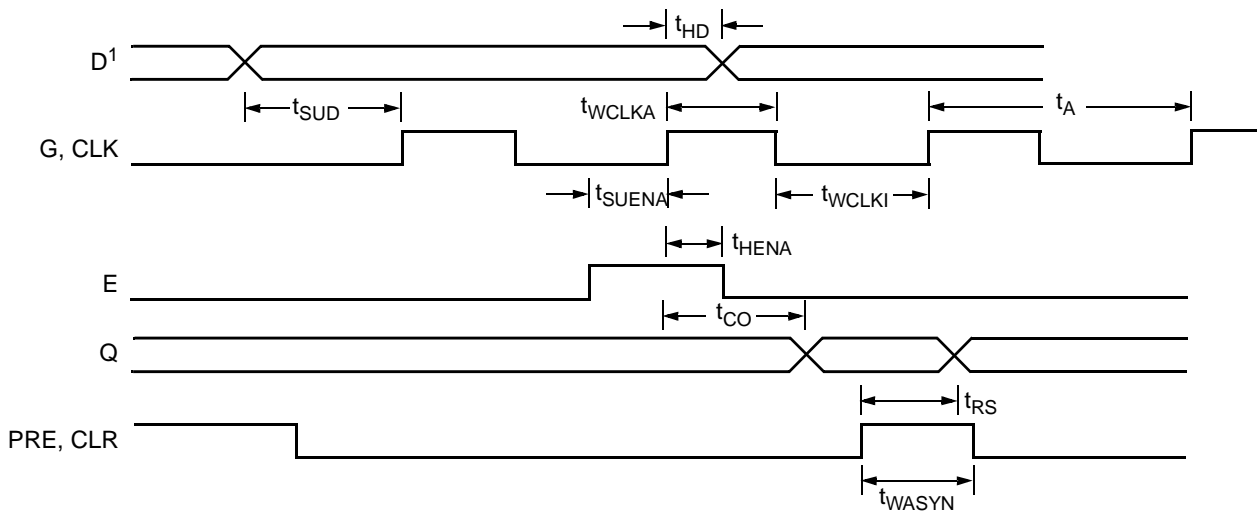 tHD
D1
tSUD
tWCLKA
tA
G, CLK
tSUENA
tWCLKI
tHENA
E
tCO
Q
tRS
PRE, CLR
tWASYN